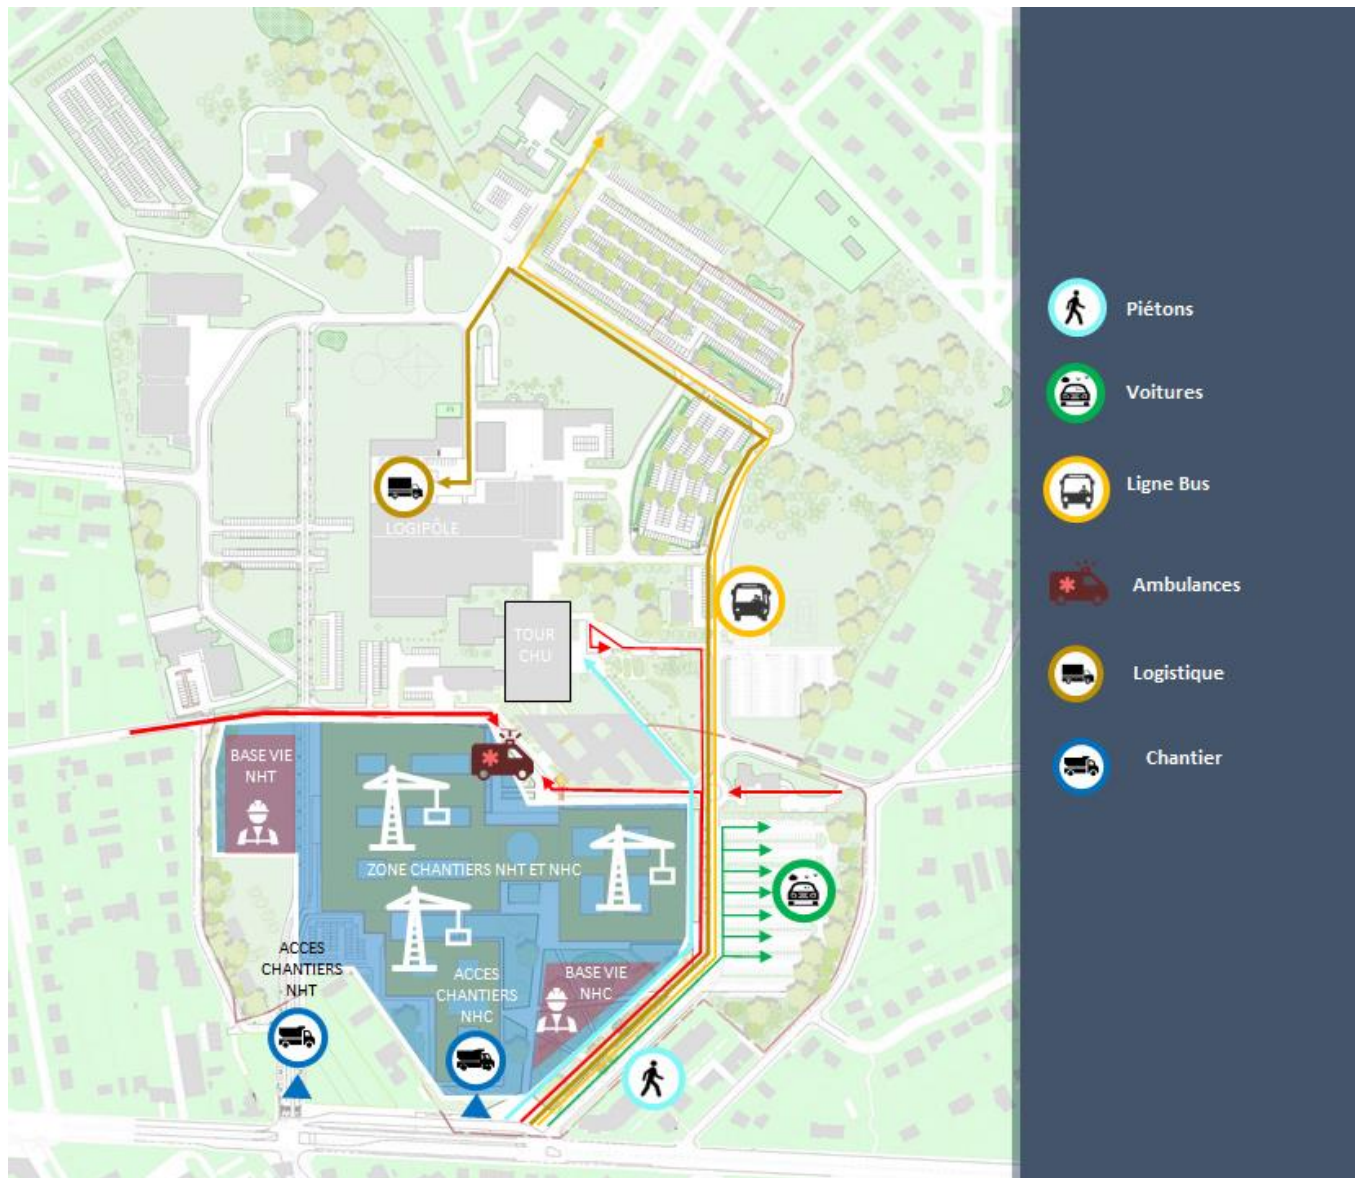 Piétons
Voitures
Ligne Bus
Ambulances
Logistique
Chantier
LOGIPÔLE
TOUR
CHU
BASE VIE
NHT
ZONE CHANTIERS NHT ET NHC
ACCES
CHANTIERS
NHT
ACCES
CHANTIERS
NHC
BASE VIE
NHC